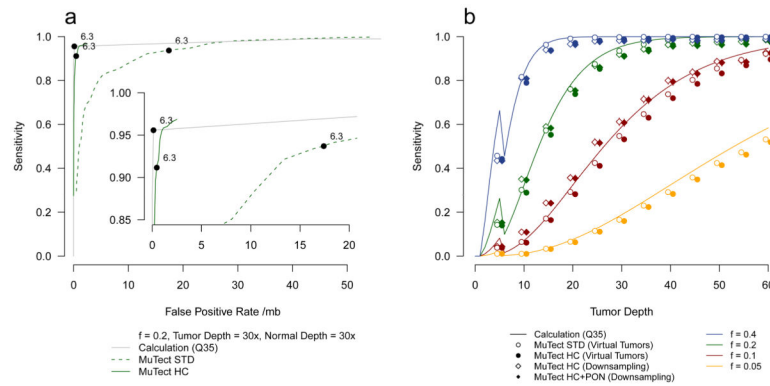 a
6.3
6.3
6.3
1.0
0.8
0.6
0.4
0.2
0.0
Sensitivity
1.00
0.95
0.90
0.85
6.3
6.3
6.3
0 5 10 15 20
0 10 20 30 40 50
False Positive Rate /mb
f = 0.2, Tumor Depth = 30x, Normal Depth = 30x
Calculation (Q35)
MuTect STD
MuTect HC
b
1.0
0.8
0.6
0.4
0.2
0.0
Sensitivity
0 10 20 30 40 50 60
Tumor Depth
Calculation (Q35)
MuTect STD (Virtual Tumors)
MuTect HC (Virtual Tumors)
MuTect HC (Downsampling)
MuTect HC+PON (Downsampling)
f = 0.4
f = 0.2
f = 0.1
f = 0.05